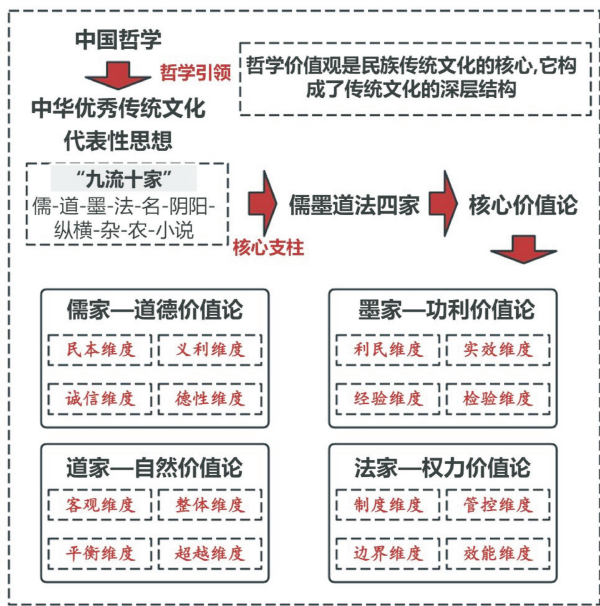 中国哲学
哲学引领
哲学价值观是民族传统文化的核心,它构
成了传统文化的深层结构
中华优秀传统文化
代表性思想
“九流十家”
儒-道-墨-法-名-阴阳-
纵横-杂-农-小说
核心支柱
儒墨道法四家
核心价值论
儒家—道德价值论
民本维度
义利维度
诚信维度
德性维度
墨家—功利价值论
利民维度
实效维度
经验维度
检验维度
道家—自然价值论
客观维度
整体维度
平衡维度
超越维度
法家—权力价值论
制度维度
管控维度
边界维度
效能维度